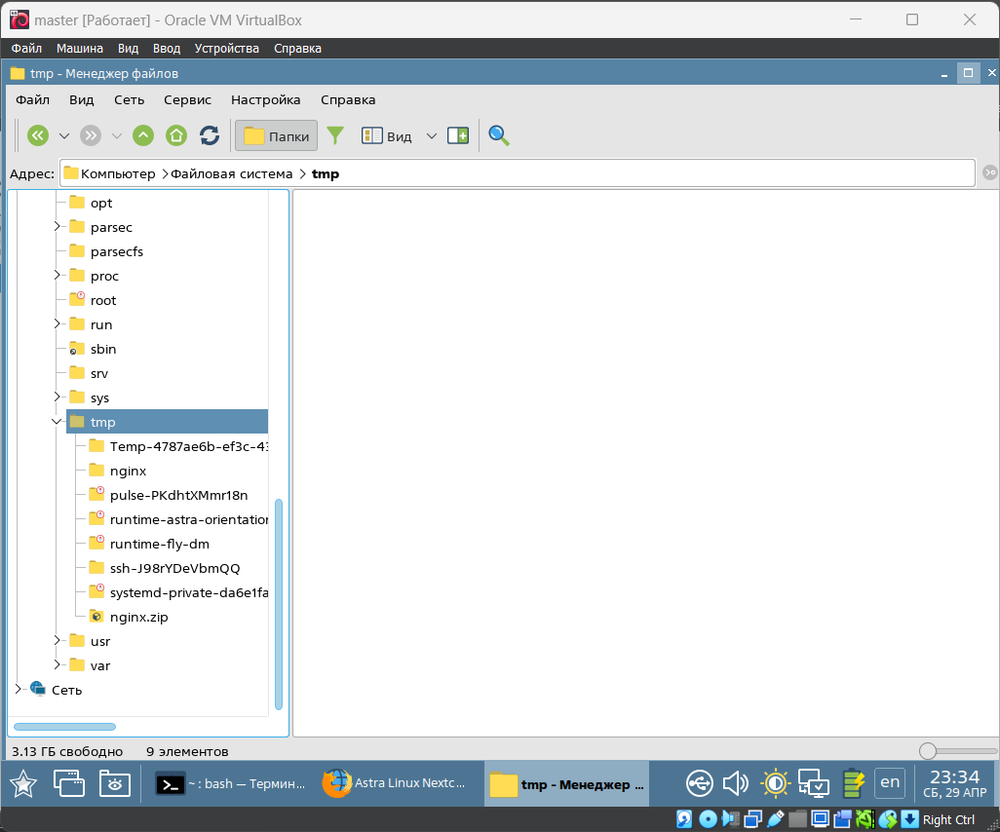 master [Работает] - Oracle VM VirtualBox
Файл Машина Вид Ввод Устройства Справка
tmp - Менеджер файлов
Файл Вид Сеть Сервис Настройка Справка
Папки Вид
Адрес: Компьютер Файловая система tmp
opt
parsec
parsecfs
proc
root
run
sbin
srv
sys
tmp
Temp-4787ae6b-ef3c-43
nginx
pulse-PKdhtXMmr18n
runtime-astra-orientation
runtime-fly-dm
ssh-J98rYDeVbmQQ
systemd-private-da6e1fa
nginx.zip
usr
var
Сеть
3.13 ГБ свободно 9 элементов
~ : bash — Термин... Astra Linux Nextc... tmp - Менеджер ... en 23:34
СБ, 29 АПР
Right Ctrl